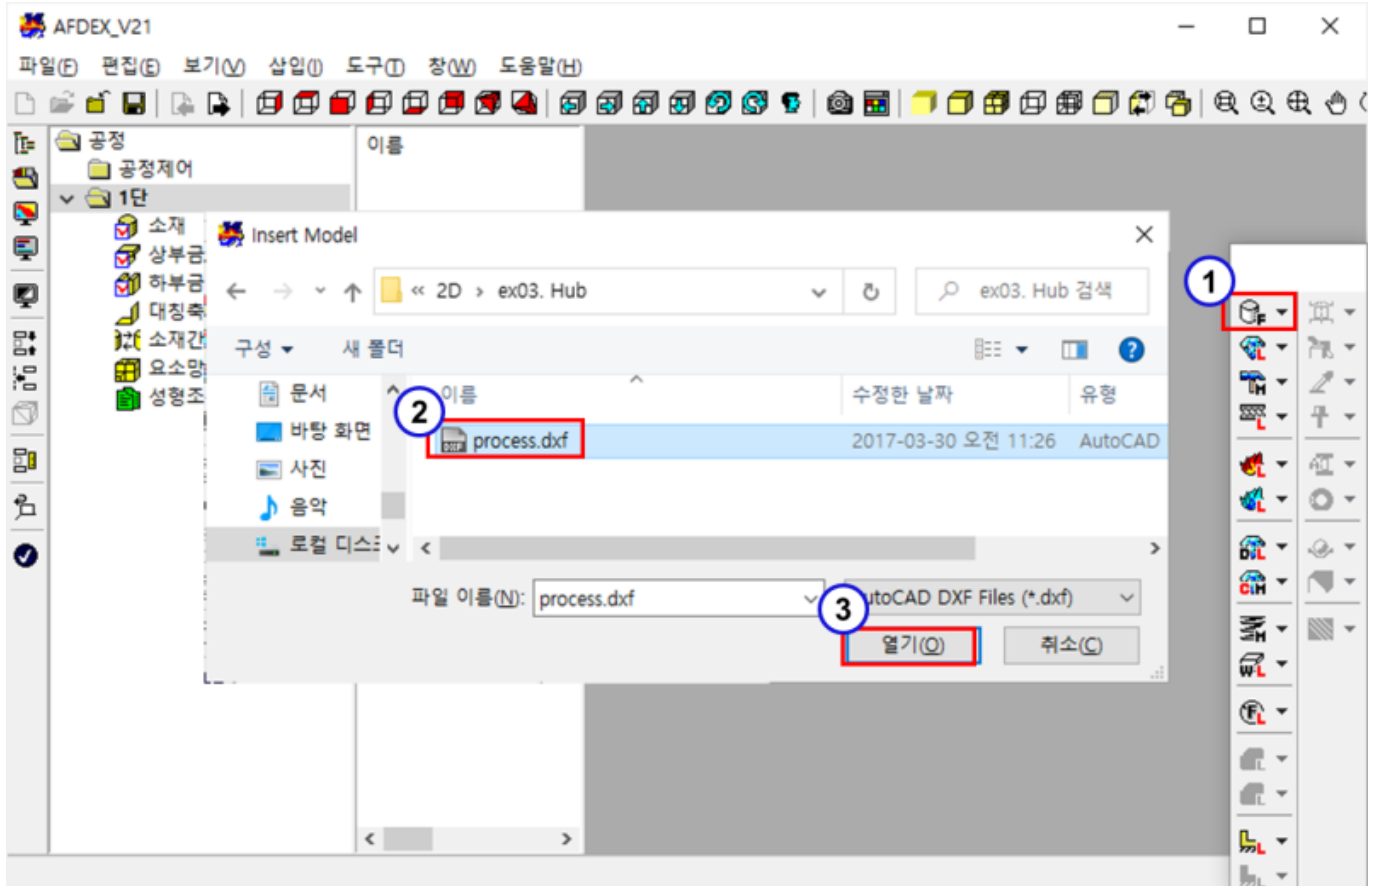 AFDEX_V21
파일(F) 편집(E) 보기(V) 삽입(I) 도구(T) 창(W) 도움말(H)
공정
공정제어
1단
소재
상부금
하부금
대칭축
소재간
요소망
성형조
이름
Insert Model
« 2D › ex03. Hub
ex03. Hub 검색
구성 새 폴더
문서
바탕 화면
사진
음악
로컬 디스크
이름 수정한 날짜 유형
process.dxf 2017-03-30 오전 11:26 AutoCAD
파일 이름(N): process.dxf
utoCAD DXF Files (*.dxf)
열기(O) 취소(C)
1
2
3